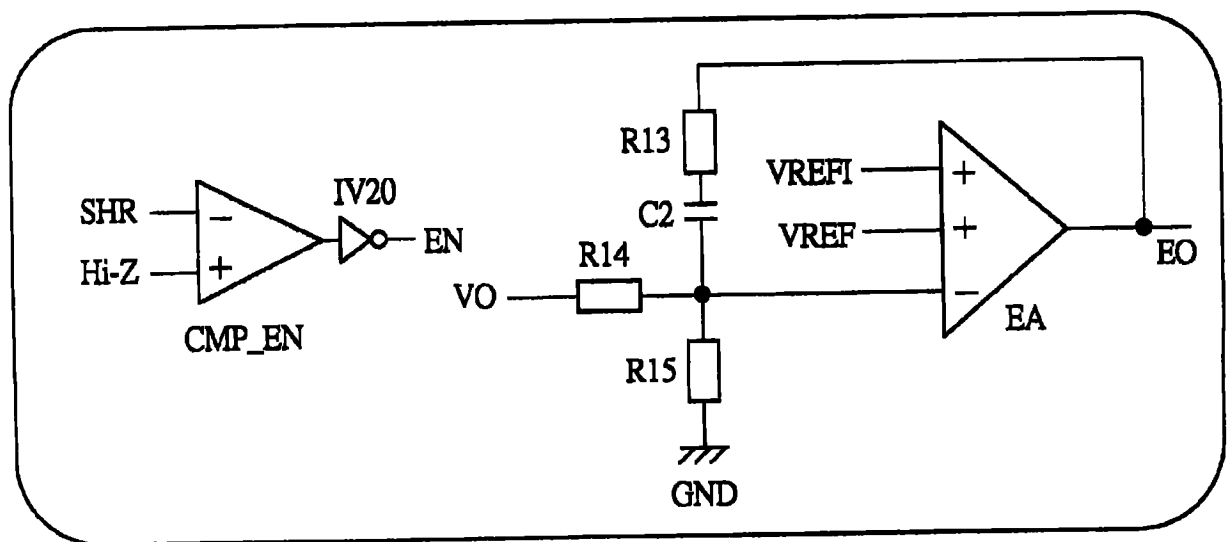 SHR
Hi-Z
−
+
IV20
EN
CMP_EN
R13
C2
R14
VO
R15
GND
VREFI
VREF
+
+
−
EA
EO